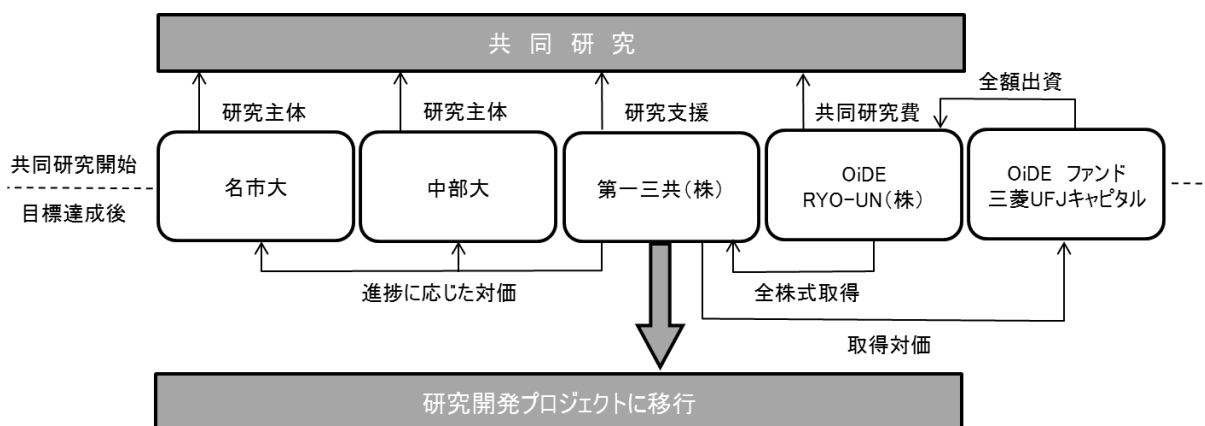 共 同 研 究
全額出資
研究主体
研究主体
研究支援
共同研究費
共同研究開始
目標達成後
名市大
中部大
第一三共(株)
OiDE
RYO-UN(株)
OiDE ファンド
三菱UFJキャピタル
進捗に応じた対価
全株式取得
取得対価
研究開発プロジェクトに移行